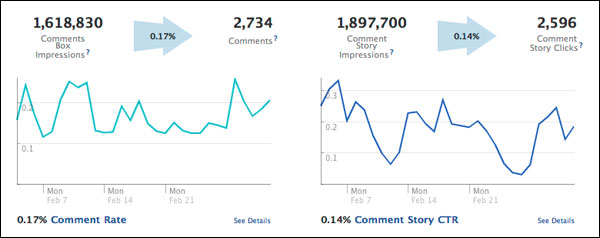 1,618,830
Comments
Box
Impressions?
0.17%
2,734
Comments?
0.2
0.1
Mon
Feb 7
Mon
Feb 14
Mon
Feb 21
0.17% Comment Rate
See Details
1,897,700
Comment
Story
Impressions?
0.14%
2,596
Comment
Story Clicks?
0.3
0.2
0.1
Mon
Feb 7
Mon
Feb 14
Mon
Feb 21
0.14% Comment Story CTR
See Details